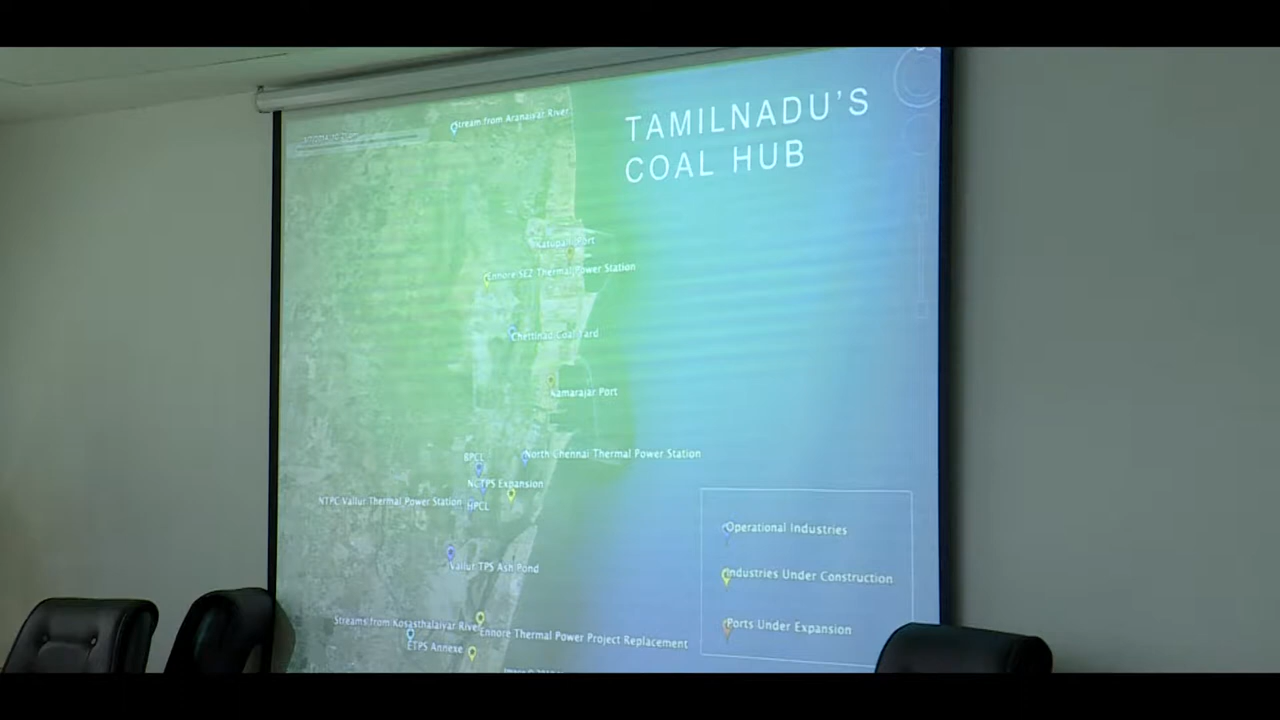 TAMILNADU'S
COAL HUB
Stream from Aranaiyar River
Katupalli Port
Ennore SEZ Thermal Power Station
Chettinad Coal Yard
Kamarajar Port
BPCL
North Chennai Thermal Power Station
NCTPS Expansion
NTPC Vallur Thermal Power Station
HPCL
Vallur TPS Ash Pond
Streams from Kosasthalaiyar River
Ennore Thermal Power Project Replacement
ETPS Annexe
Operational Industries
Industries Under Construction
Ports Under Expansion